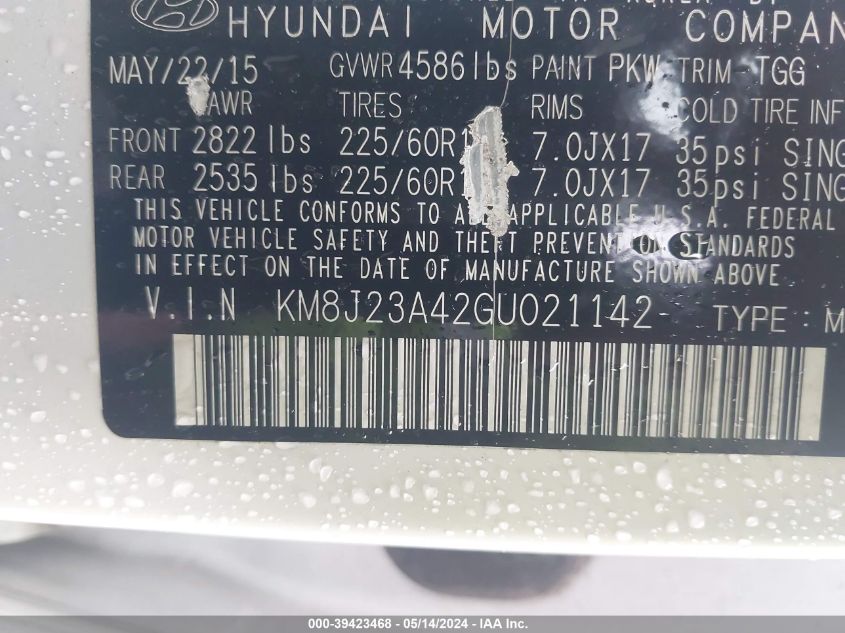 HYUNDAI MOTOR COMPAN
MAY/22/15 GVWR 4586 lbs PAINT PKW TRIM TGG
AWR TIRES RIMS COLD TIRE INF
FRONT 2822 lbs 225/60R1 7.0JX17 35psi SING
REAR 2535 lbs 225/60R1 7.0JX17 35psi SING
THIS VEHICLE CONFORMS TO APPLICABLE U.S.A. FEDERAL
MOTOR VEHICLE SAFETY AND THEFT PREVENTION STANDARDS
IN EFFECT ON THE DATE OF MANUFACTURE SHOWN ABOVE
V.I.N KM8J23A42GU021142 TYPE : M
000-39423468 - 05/14/2024 - IAA Inc.